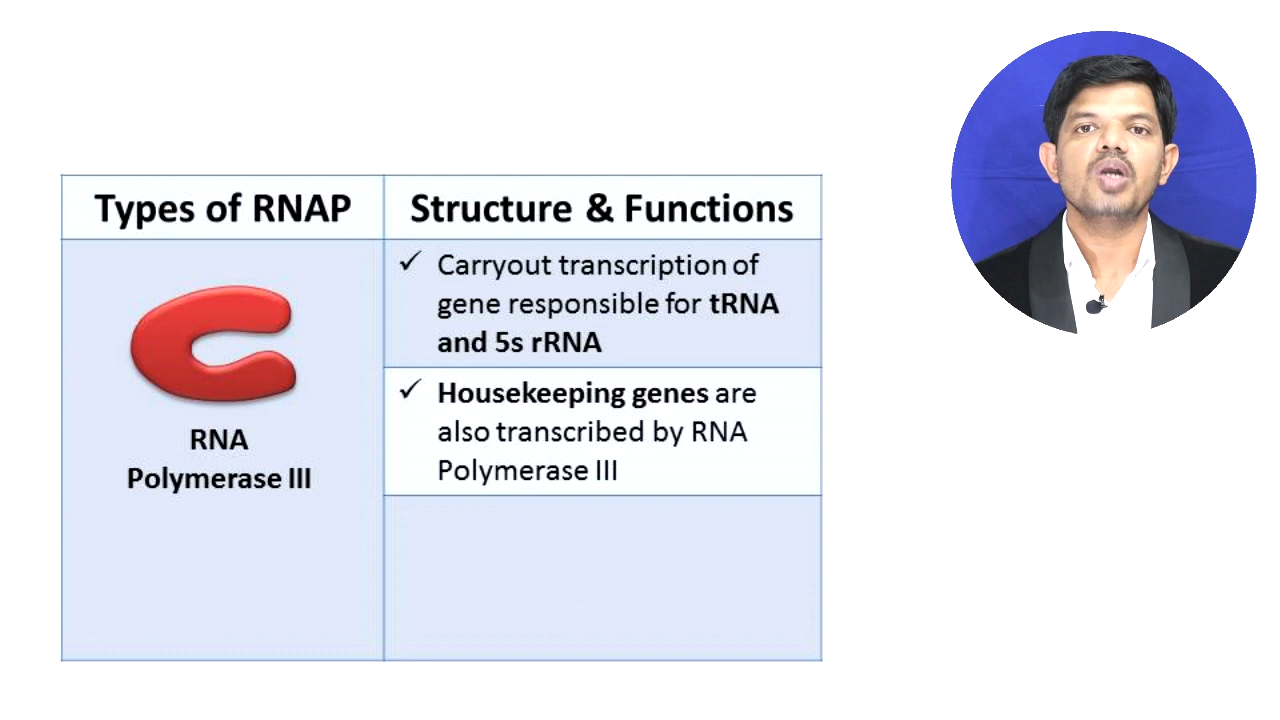 Types of RNAP
Structure & Functions
RNA
Polymerase III
✓ Carryout transcription of
gene responsible for tRNA
and 5s rRNA
✓ Housekeeping genes are
also transcribed by RNA
Polymerase III